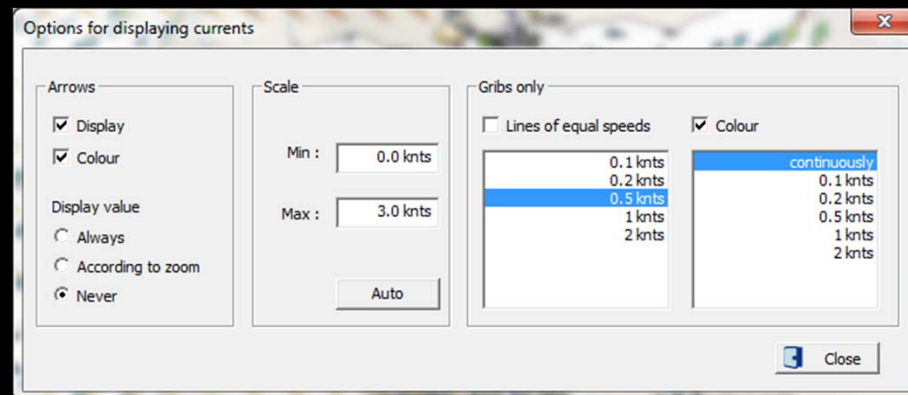 Options for displaying currents
Arrows
Display
Colour
Display value
Always
According to zoom
Never
Scale
Min : 0.0 knts
Max : 3.0 knts
Auto
Gribs only
Lines of equal speeds
0.1 knts
0.2 knts
0.5 knts
1 knts
2 knts
Colour
continuously
0.1 knts
0.2 knts
0.5 knts
1 knts
2 knts
Close